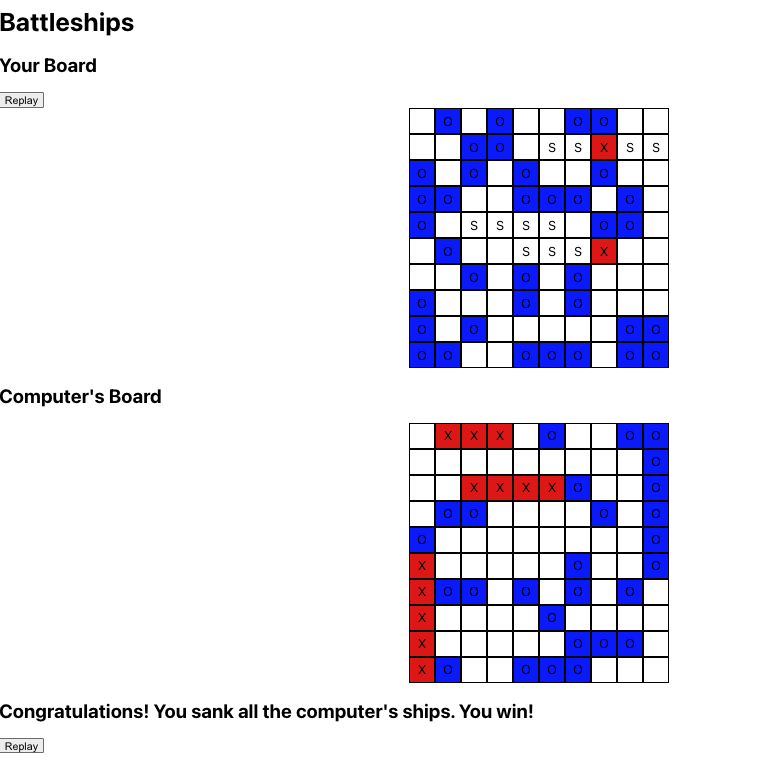 Battleships
Your Board
Replay
O O O O
O O S S X S S
O O O O
O O O O O O
O S S S S O O
O S S S X
O O O
O O O
O O O O
O O O O O O O
Computer's Board
X X X O O O
O
X X X X O O
O O O O
O O
X O O
X O O O O O
X O
X O O O
X O O O O
Congratulations! You sank all the computer's ships. You win!
Replay